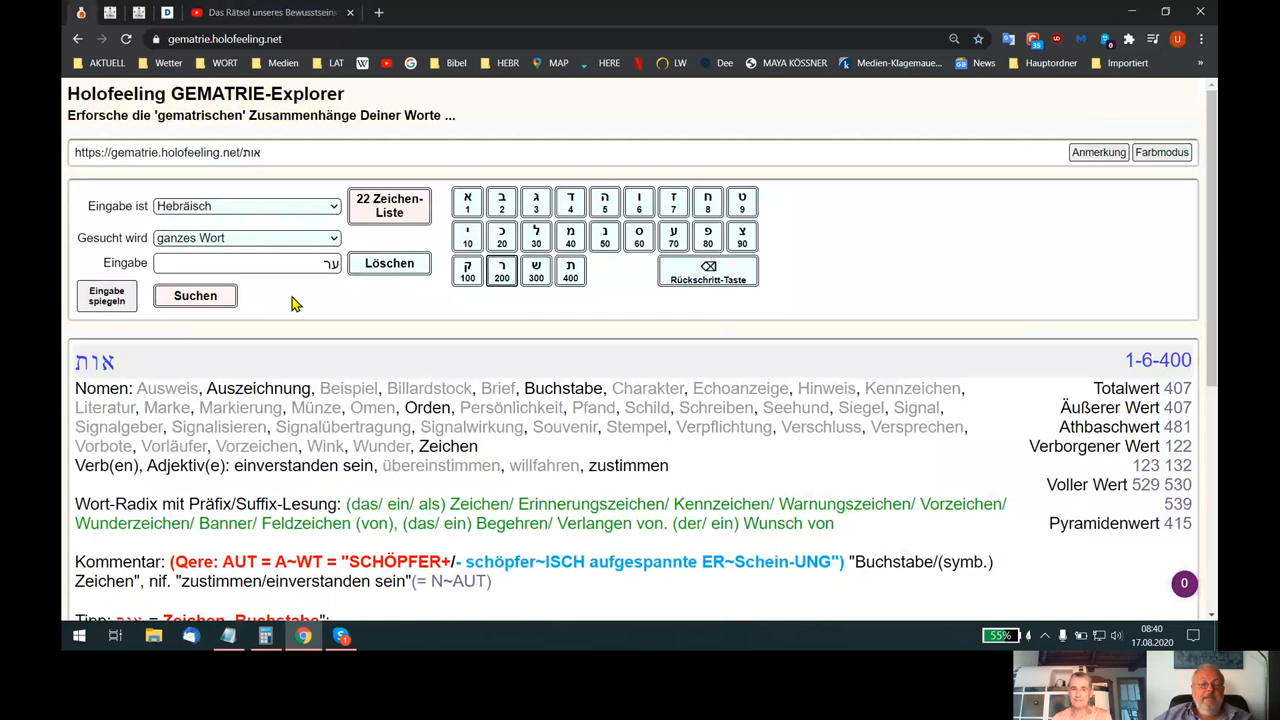 Das Rätsel unseres Bewusstseins
gematrie.holofeeling.net
AKTUELL Wetter WORT Medien LAT Bibel HEBR MAP HERE LW Dee MAYA KÖSSNER Medien-Klagemaue... News Hauptordner Importiert
Holofeeling GEMATRIE-Explorer
Erforsche die 'gematrischen' Zusammenhänge Deiner Worte ...
https://gematrie.holofeeling.net/אות Anmerkung Farbmodus
Eingabe ist Hebräisch 22 Zeichen-Liste
Gesucht wird ganzes Wort
Eingabe ער Löschen
Eingabe spiegeln Suchen
א ב ג ד ה ו ז ח ט
1 2 3 4 5 6 7 8 9
י כ ל מ נ ס ע פ צ
10 20 30 40 50 60 70 80 90
ק ר ש ת
100 200 300 400 Rückschritt-Taste
אות 1-6-400
Nomen: Ausweis, Auszeichnung, Beispiel, Billardstock, Brief, Buchstabe, Charakter, Echoanzeige, Hinweis, Kennzeichen, Totalwert 407
Literatur, Marke, Markierung, Münze, Omen, Orden, Persönlichkeit, Pfand, Schild, Schreiben, Seehund, Siegel, Signal, Äußerer Wert 407
Signalgeber, Signalisieren, Signalübertragung, Signalwirkung, Souvenir, Stempel, Verpflichtung, Verschluss, Versprechen, Athbaschwert 481
Vorbote, Vorläufer, Vorzeichen, Wink, Wunder, Zeichen Verborgener Wert 122
Verb(en), Adjektiv(e): einverstanden sein, übereinstimmen, willfahren, zustimmen 123 132
Voller Wert 529 530
Wort-Radix mit Präfix/Suffix-Lesung: (das/ ein/ als) Zeichen/ Erinnerungszeichen/ Kennzeichen/ Warnungszeichen/ Vorzeichen/ 539
Wunderzeichen/ Banner/ Feldzeichen (von), (das/ ein) Begehren/ Verlangen von. (der/ ein) Wunsch von Pyramidenwert 415
Kommentar: (Qere: AUT = A~WT = "SCHÖPFER+/- schöpfer~ISCH aufgespannte ER~Schein-UNG") "Buchstabe/(symb.)
Zeichen", nif. "zustimmen/einverstanden sein"(= N~AUT)
Tipp: אות = Zeichen, Buchstabe":
0
55% 08:40
17.08.2020